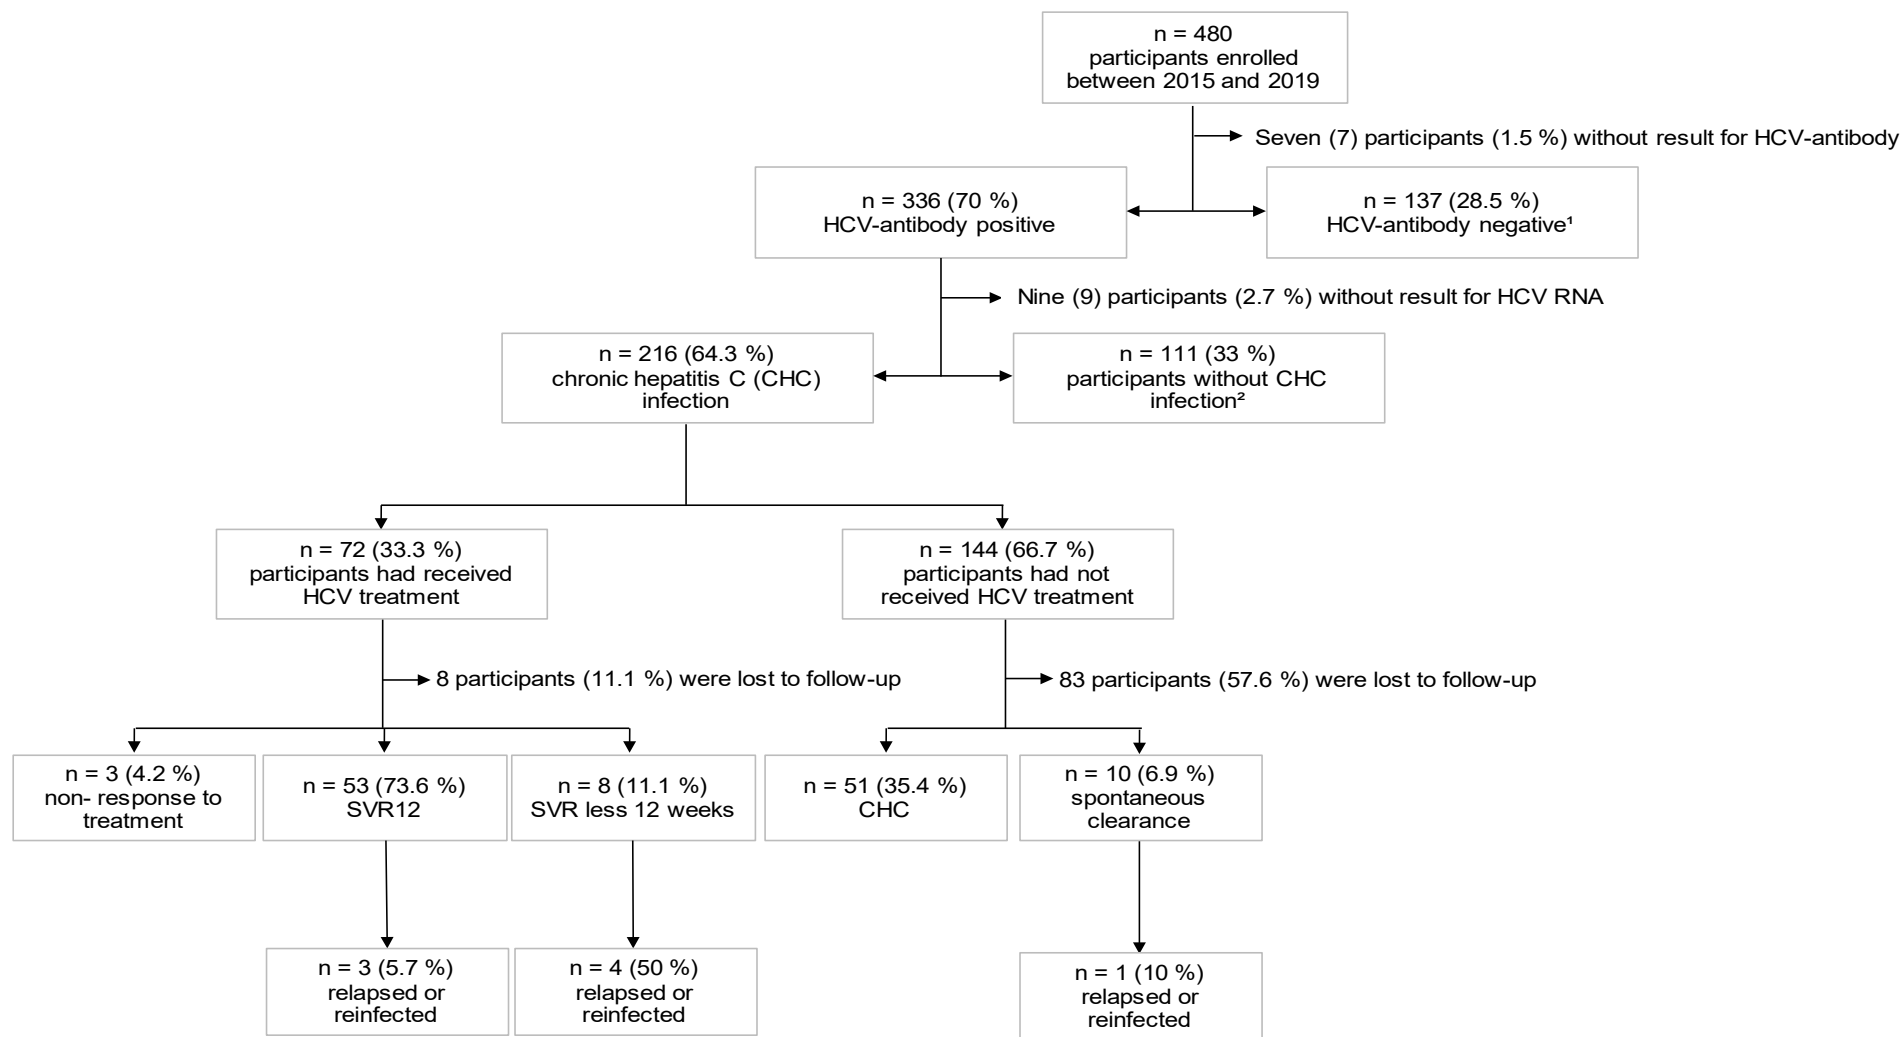 n = 480
participants enrolled
between 2015 and 2019
Seven (7) participants (1.5 %) without result for HCV-antibody
n = 336 (70 %)
HCV-antibody positive
n = 137 (28.5 %)
HCV-antibody negative¹
Nine (9) participants (2.7 %) without result for HCV RNA
n = 216 (64.3 %)
chronic hepatitis C (CHC)
infection
n = 111 (33 %)
participants without CHC
infection²
n = 72 (33.3 %)
participants had received
HCV treatment
n = 144 (66.7 %)
participants had not
received HCV treatment
8 participants (11.1 %) were lost to follow-up
83 participants (57.6 %) were lost to follow-up
n = 3 (4.2 %)
non- response to
treatment
n = 53 (73.6 %)
SVR12
n = 8 (11.1 %)
SVR less 12 weeks
n = 51 (35.4 %)
CHC
n = 10 (6.9 %)
spontaneous
clearance
n = 3 (5.7 %)
relapsed or
reinfected
n = 4 (50 %)
relapsed or
reinfected
n = 1 (10 %)
relapsed or
reinfected